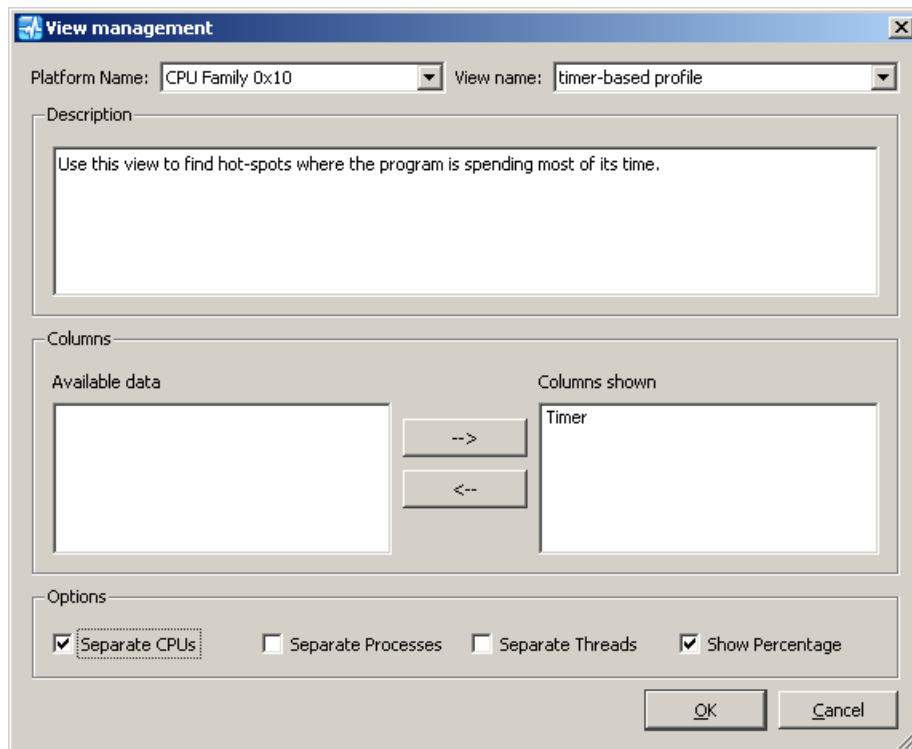 View management
Platform Name: CPU Family 0x10 View name: timer-based profile
Description
Use this view to find hot-spots where the program is spending most of its time.
Columns
Available data Columns shown
Timer
-->
<--
Options
Separate CPUs Separate Processes Separate Threads Show Percentage
OK Cancel